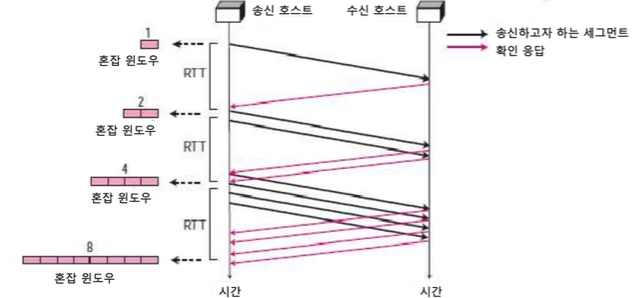 송신 호스트
수신 호스트
송신하고자 하는 세그먼트
확인 응답
1
혼잡 윈도우
RTT
2
혼잡 윈도우
RTT
4
혼잡 윈도우
RTT
8
혼잡 윈도우
시간
시간